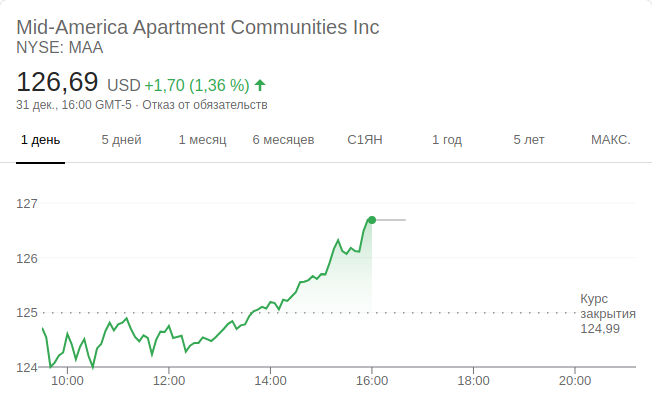 Mid-America Apartment Communities Inc
NYSE: MAA
126,69 USD +1,70 (1,36 %)
31 дек., 16:00 GMT-5 · Отказ от обязательств
1 день 5 дней 1 месяц 6 месяцев С1ЯН 1 год 5 лет МАКС.
127
126
125
124
Курс
закрытия
124,99
10:00 12:00 14:00 16:00 18:00 20:00